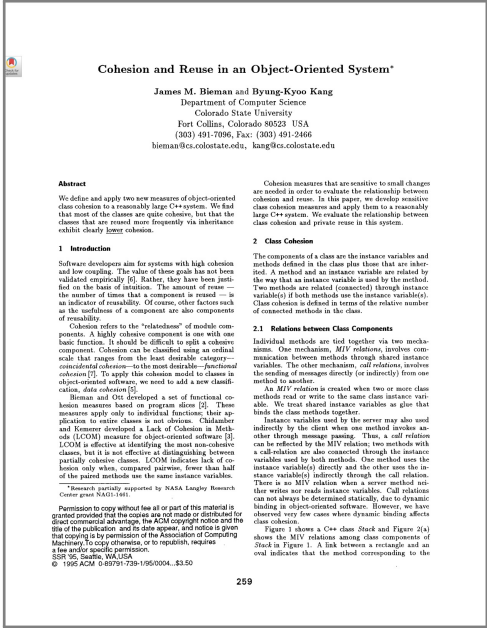 Cohesion and Reuse in an Object-Oriented System*
James M. Bieman and Byung-Kyoo Kang
Department of Computer Science
Colorado State University
Fort Collins, Colorado 80523 USA
(303) 491-7096, Fax: (303) 491-2466
bieman@cs.colostate.edu, kang@cs.colostate.edu
Abstract
We define and apply two new measures of object-oriented
class cohesion to a reasonably large C++ system. We find
that most of the classes are quite cohesive, but that the
classes that are reused more frequently via inheritance
exhibit clearly lower cohesion.
1 Introduction
Software developers aim for systems with high cohesion
and low coupling. The value of these goals has not been
validated empirically [6]. Rather, they have been justi-
fied on the basis of intuition. The amount of reuse —
the number of times that a component is reused — is
an indicator of reusability. Of course, other factors such
as the usefulness of a component are also components
of reusability.
Cohesion refers to the "relatedness" of module com-
ponents. A highly cohesive component is one with one
basic function. It should be difficult to split a cohesive
component. Cohesion can be classified using an ordinal
scale that ranges from the least desirable category—
coincidental cohesion—to the most desirable—functional
cohesion [7]. To apply this cohesion model to classes in
object-oriented software, we need to add a new classifi-
cation, data cohesion [5].
Bieman and Ott developed a set of functional co-
hesion measures based on program slices [2]. These
measures apply only to individual functions; their ap-
plication to entire classes is not obvious. Chidamber
and Kemerer developed a Lack of Cohesion in Meth-
ods (LCOM) measure for object-oriented software [3].
LCOM is effective at identifying the most non-cohesive
classes, but it is not effective at distinguishing between
partially cohesive classes. LCOM indicates lack of co-
hesion only when, compared pairwise, fewer than half
of the paired methods use the same instance variables.
*Research partially supported by NASA Langley Research
Center grant NAG1-1461.
Permission to copy without fee all or part of this material is
granted provided that the copies are not made or distributed for
direct commercial advantage, the ACM copyright notice and the
title of the publication and its date appear, and notice is given
that copying is by permission of the Association of Computing
Machinery.To copy otherwise, or to republish, requires
a fee and/or specific permission.
SSR '95, Seattle, WA,USA
© 1995 ACM 0-89791-739-1/95/0004...$3.50
Cohesion measures that are sensitive to small changes
are needed in order to evaluate the relationship between
cohesion and reuse. In this paper, we develop sensitive
class cohesion measures and apply them to a reasonably
large C++ system. We evaluate the relationship between
class cohesion and private reuse in this system.
2 Class Cohesion
The components of a class are the instance variables and
methods defined in the class plus those that are inher-
ited. A method and an instance variable are related by
the way that an instance variable is used by the method.
Two methods are related (connected) through instance
variable(s) if both methods use the instance variable(s).
Class cohesion is defined in terms of the relative number
of connected methods in the class.
2.1 Relations between Class Components
Individual methods are tied together via two mecha-
nisms. One mechanism, MIV relations, involves com-
munication between methods through shared instance
variables. The other mechanism, call relations, involves
the sending of messages directly (or indirectly) from one
method to another.
An MIV relation is created when two or more class
methods read or write to the same class instance vari-
able. We treat shared instance variables as glue that
binds the class methods together.
Instance variables used by the server may also used
indirectly by the client when one method invokes an-
other through message passing. Thus, a call relation
can be reflected by the MIV relation; two methods with
a call-relation are also connected through the instance
variables used by both methods. One method uses the
instance variable(s) directly and the other uses the in-
stance variable(s) indirectly through the call relation.
There is no MIV relation when a server method nei-
ther writes nor reads instance variables. Call relations
can not always be determined statically, due to dynamic
binding in object-oriented software. However, we have
observed very few cases where dynamic binding affects
class cohesion.
Figure 1 shows a C++ class Stack and Figure 2(a)
shows the MIV relations among class components of
Stack in Figure 1. A link between a rectangle and an
oval indicates that the method corresponding to the
259